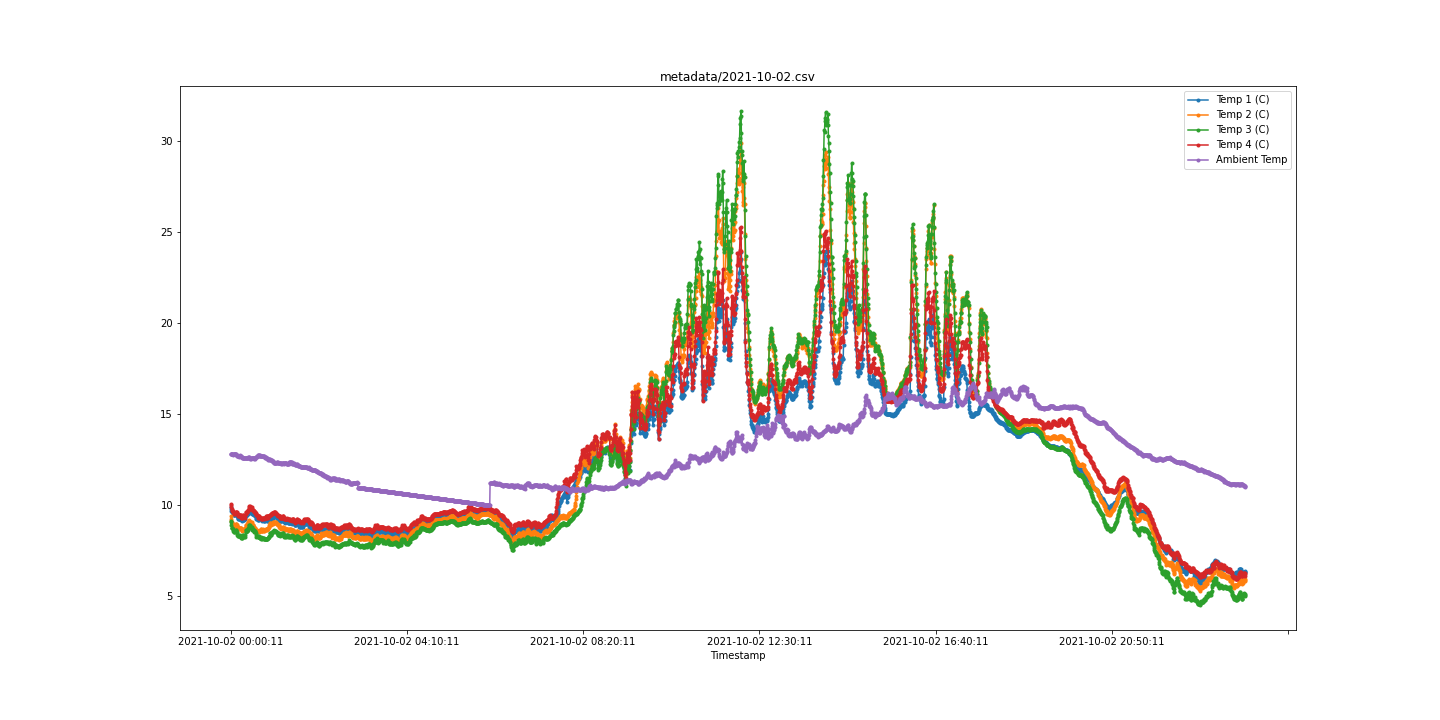 metadata/2021-10-02.csv
Temp 1 (C)
Temp 2 (C)
Temp 3 (C)
Temp 4 (C)
Ambient Temp
30
25
20
15
10
5
2021-10-02 00:00:11
2021-10-02 04:10:11
2021-10-02 08:20:11
2021-10-02 12:30:11
2021-10-02 16:40:11
2021-10-02 20:50:11
Timestamp